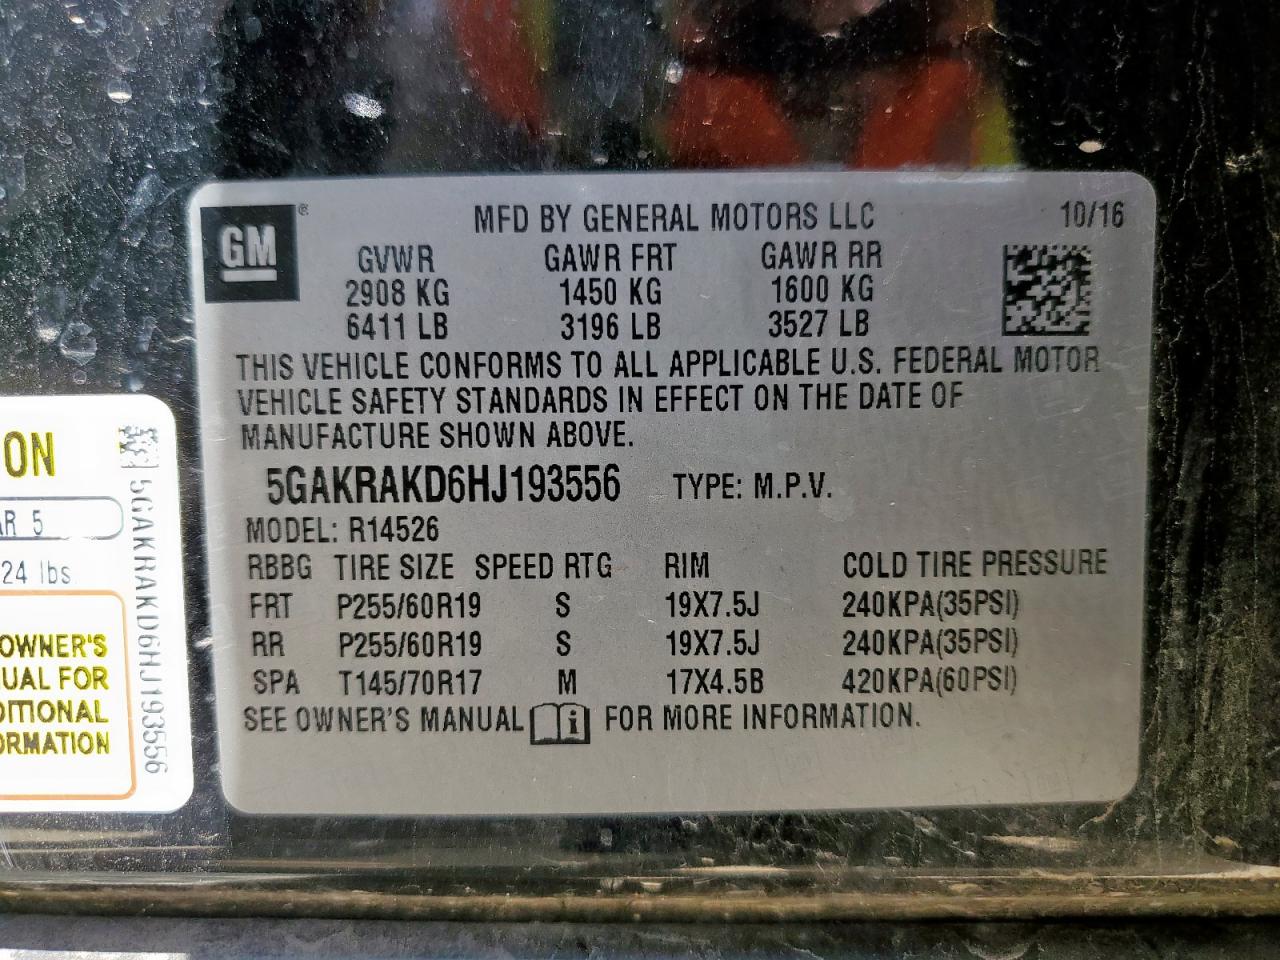 GM ®
MFD BY GENERAL MOTORS LLC 10/16
GVWR GAWR FRT GAWR RR
2908 KG 1450 KG 1600 KG
6411 LB 3196 LB 3527 LB
THIS VEHICLE CONFORMS TO ALL APPLICABLE U.S. FEDERAL MOTOR
VEHICLE SAFETY STANDARDS IN EFFECT ON THE DATE OF
MANUFACTURE SHOWN ABOVE.
5GAKRAKD6HJ193556 TYPE: M.P.V.
MODEL: R14526
RBBG TIRE SIZE SPEED RTG RIM COLD TIRE PRESSURE
FRT P255/60R19 S 19X7.5J 240KPA(35PSI)
RR P255/60R19 S 19X7.5J 240KPA(35PSI)
SPA T145/70R17 M 17X4.5B 420KPA(60PSI)
SEE OWNER'S MANUAL i FOR MORE INFORMATION.
ON
AR 5
24 lbs
OWNER'S
UAL FOR
DITIONAL
ORMATION
5GAKRAKD6HJ193556